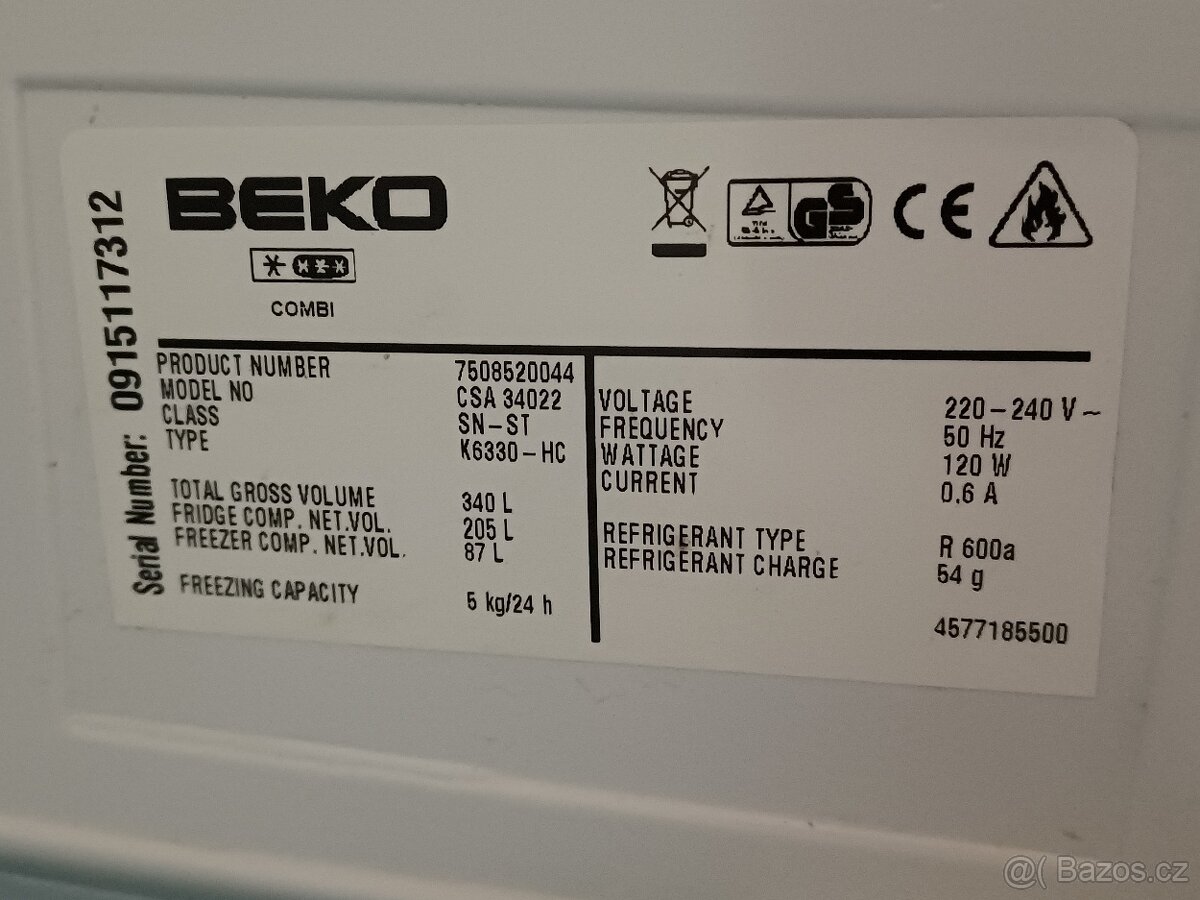 BEKO
COMBI
Serial Number: 0915117312
PRODUCT NUMBER 7508520044
MODEL NO CSA 34022
CLASS SN-ST
TYPE K6330-HC
TOTAL GROSS VOLUME 340 L
FRIDGE COMP. NET.VOL. 205 L
FREEZER COMP. NET.VOL. 87 L
FREEZING CAPACITY 5 kg/24 h
VOLTAGE 220-240 V~
FREQUENCY 50 Hz
WATTAGE 120 W
CURRENT 0,6 A
REFRIGERANT TYPE R 600a
REFRIGERANT CHARGE 54 g
4577185500
GS
CE
@( Bazos.cz